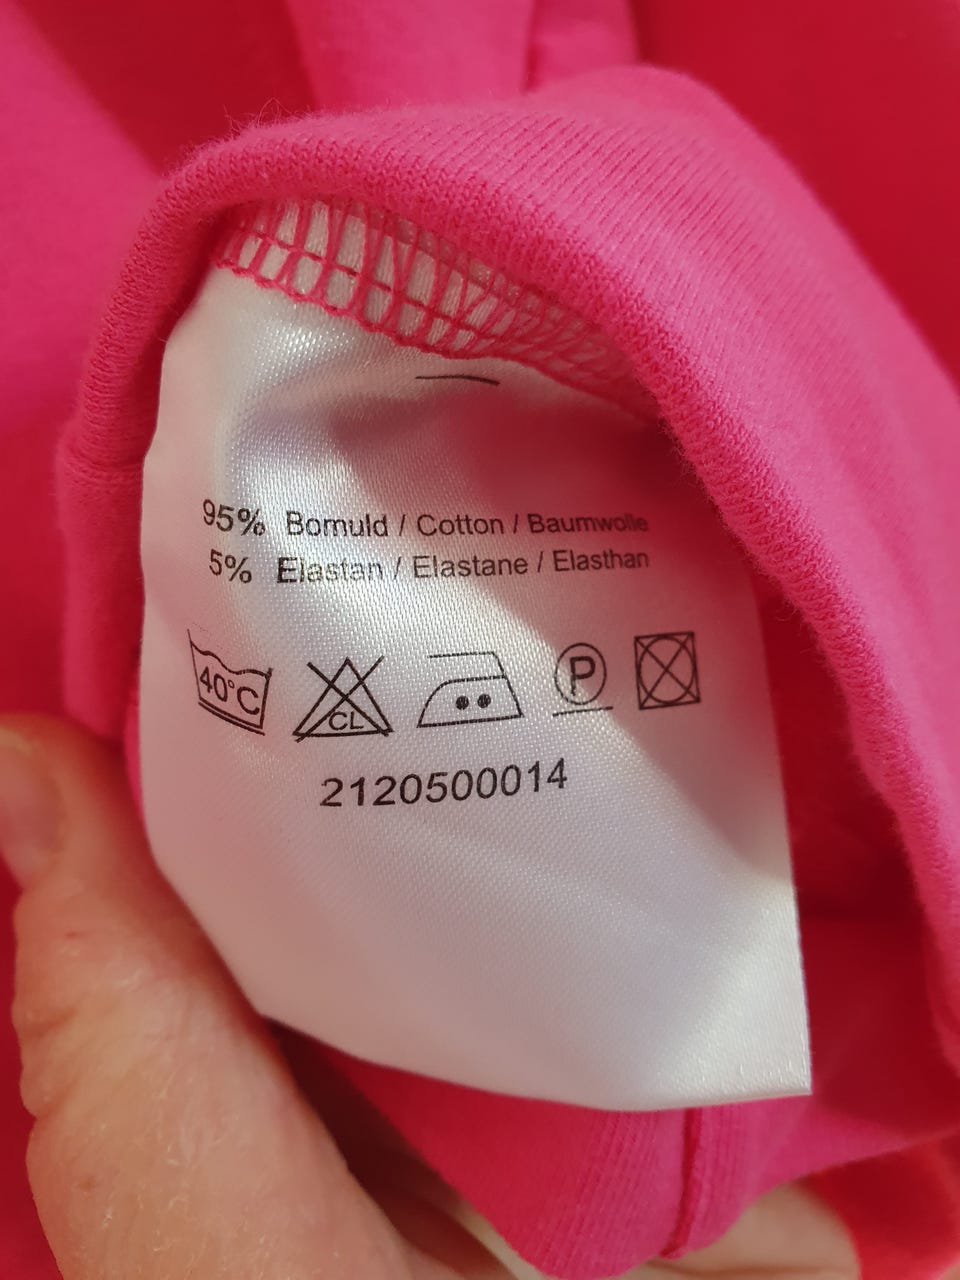 95% Bomuld / Cotton / Baumwolle
5% Elastan / Elastane / Elasthan
40°C CL P
2120500014